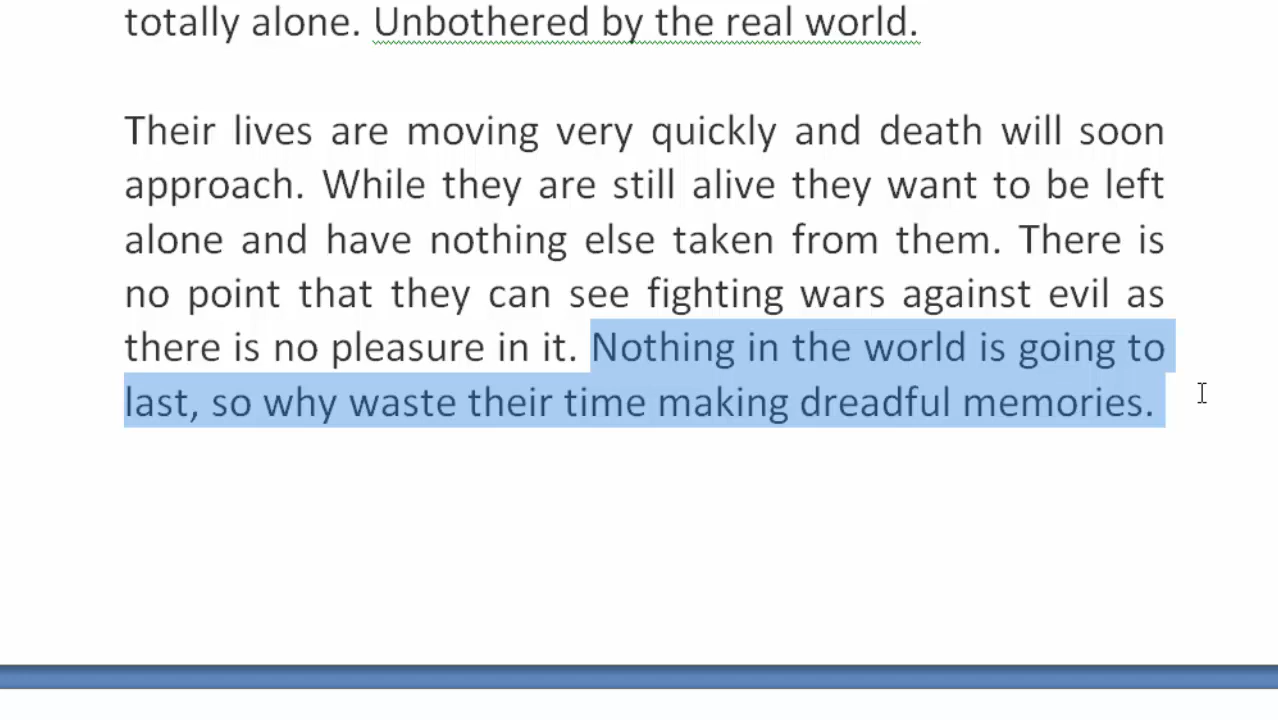 totally alone. Unbothered by the real world.
Their lives are moving very quickly and death will soon
approach. While they are still alive they want to be left
alone and have nothing else taken from them. There is
no point that they can see fighting wars against evil as
there is no pleasure in it. Nothing in the world is going to
last, so why waste their time making dreadful memories.